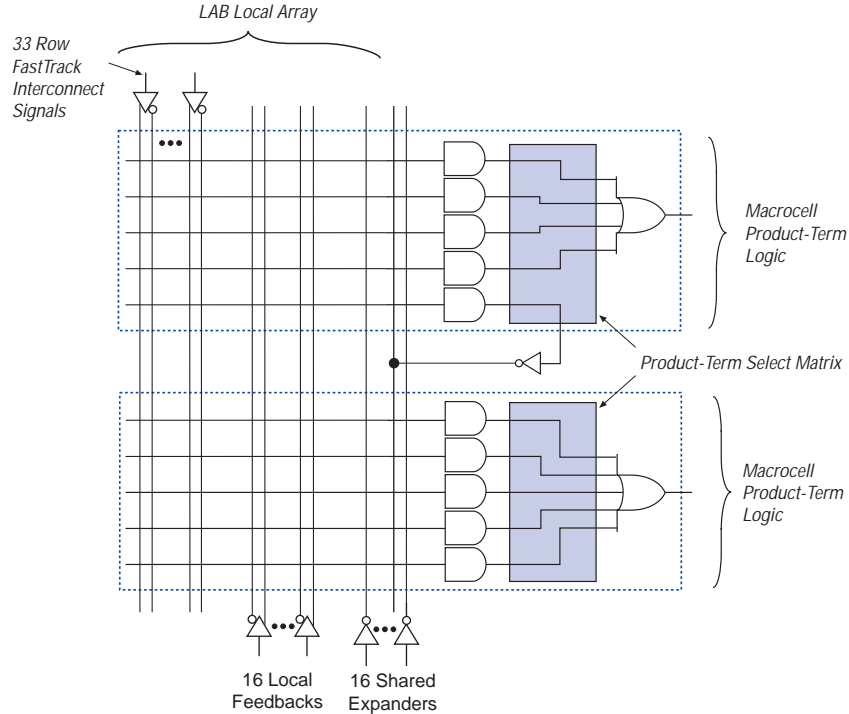 LAB Local Array
33 Row
FastTrack
Interconnect
Signals
Macrocell
Product-Term
Logic
Product-Term Select Matrix
Macrocell
Product-Term
Logic
16 Local
Feedbacks
16 Shared
Expanders